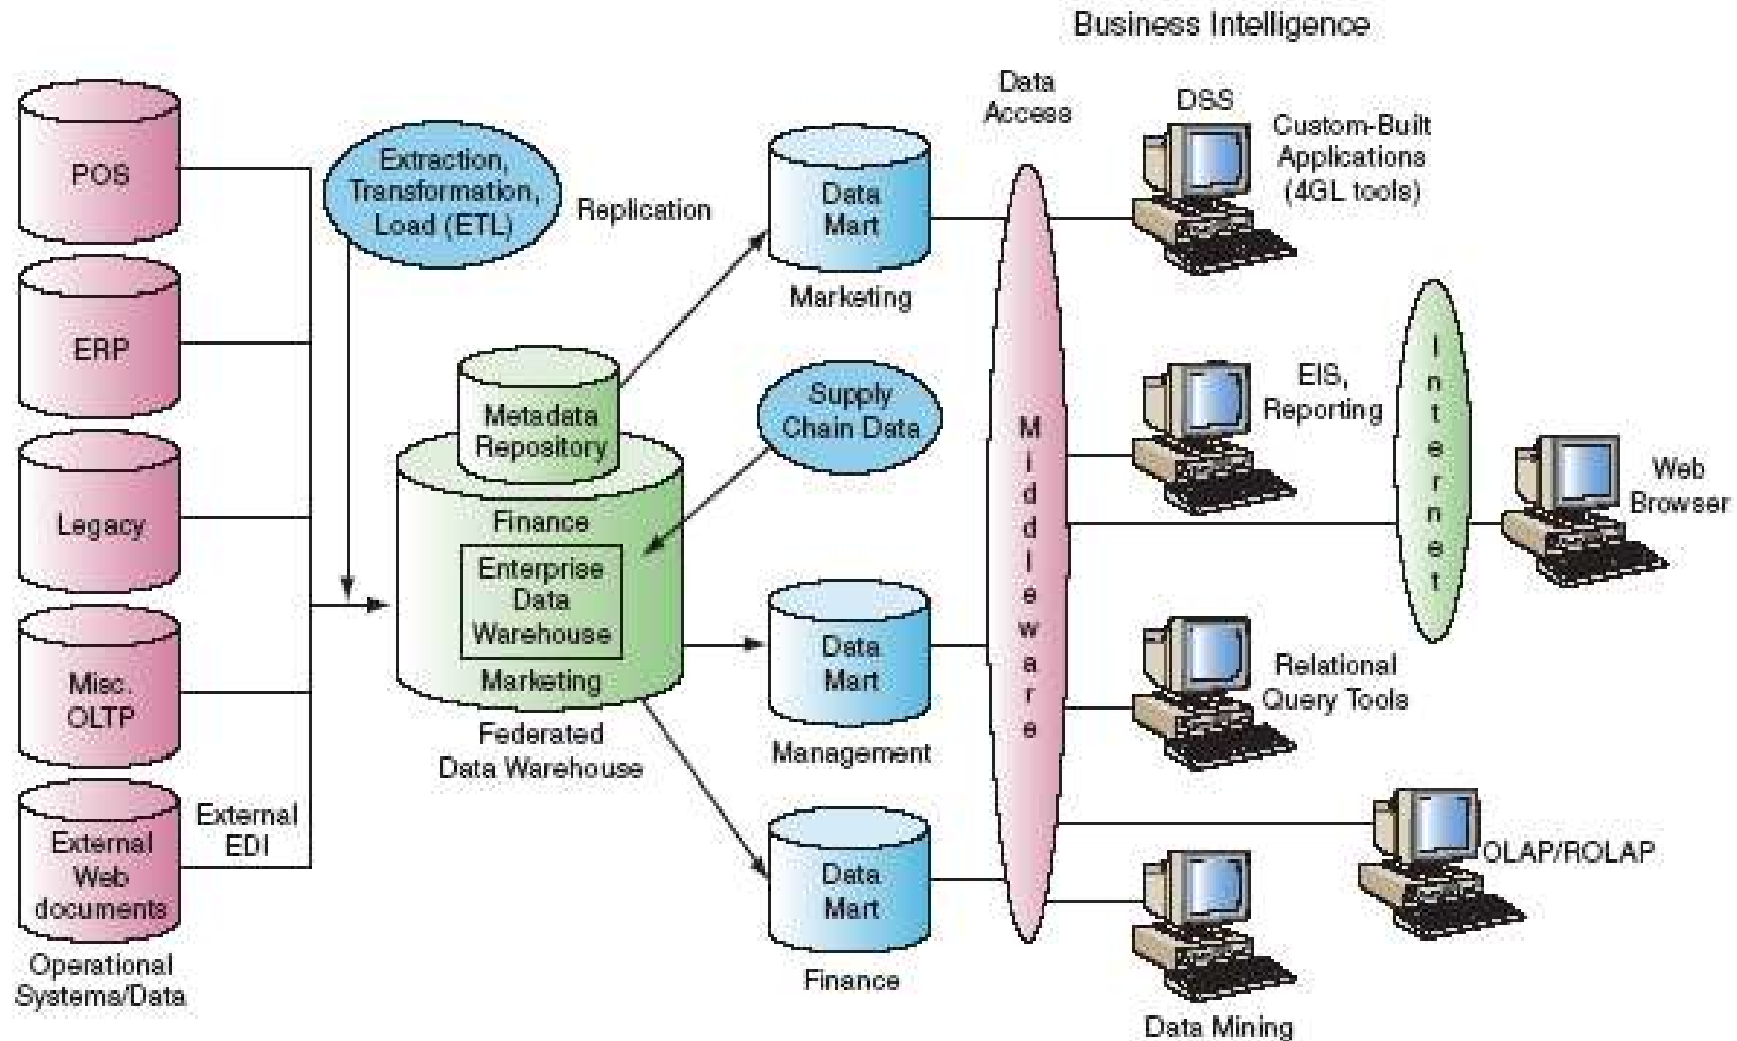 Business Intelligence
POS
ERP
Legacy
Misc.
OLTP
External
Web
documents
External
EDI
Operational
Systems/Data
Extraction,
Transformation,
Load (ETL)
Replication
Metadata
Repository
Finance
Enterprise
Data
Warehouse
Marketing
Federated
Data Warehouse
Data
Mart
Marketing
Supply
Chain Data
Data
Mart
Management
Data
Mart
Finance
Data
Access
Middleware
DSS
Custom-Built
Applications
(4GL tools)
EIS,
Reporting
Internet
Web
Browser
Relational
Query Tools
OLAP/ROLAP
Data Mining